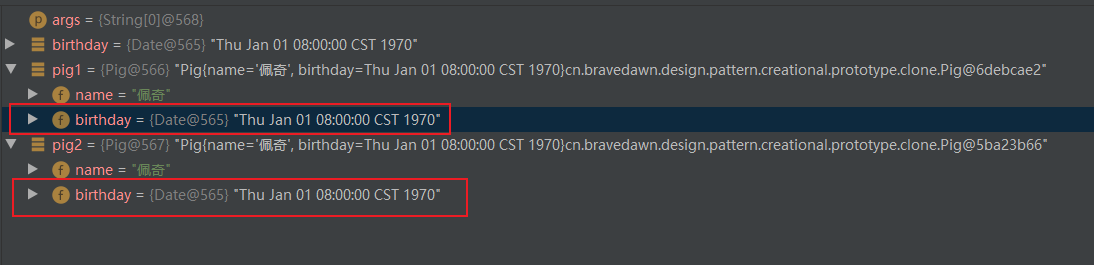 p args = {String[0]@568}
birthday = {Date@565} "Thu Jan 01 08:00:00 CST 1970"
pig1 = {Pig@566} "Pig{name='佩奇', birthday=Thu Jan 01 08:00:00 CST 1970}cn.bravedawn.design.pattern.creational.prototype.clone.Pig@6debcae2"
f name = "佩奇"
f birthday = {Date@565} "Thu Jan 01 08:00:00 CST 1970"
pig2 = {Pig@567} "Pig{name='佩奇', birthday=Thu Jan 01 08:00:00 CST 1970}cn.bravedawn.design.pattern.creational.prototype.clone.Pig@5ba23b66"
f name = "佩奇"
f birthday = {Date@565} "Thu Jan 01 08:00:00 CST 1970"